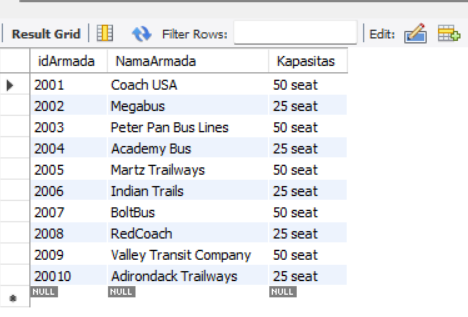 Result Grid Filter Rows: Edit:
idArmada NamaArmada Kapasitas
2001 Coach USA 50 seat
2002 Megabus 25 seat
2003 Peter Pan Bus Lines 50 seat
2004 Academy Bus 25 seat
2005 Martz Trailways 50 seat
2006 Indian Trails 25 seat
2007 BoltBus 50 seat
2008 RedCoach 25 seat
2009 Valley Transit Company 50 seat
20010 Adirondack Trailways 25 seat
NULL NULL NULL